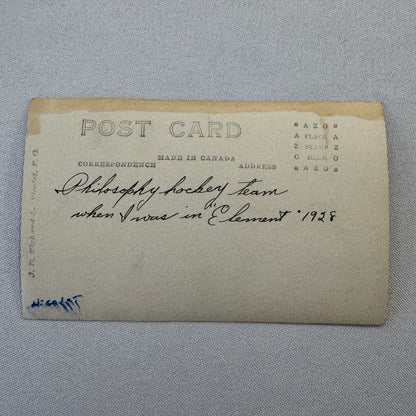 POST CARD
MADE IN CANADA
CORRESPONDENCE ADDRESS
AZO
PLACE
STAMP
HERE
AZO
Philosophy hockey team
when I was in "Element" 1928